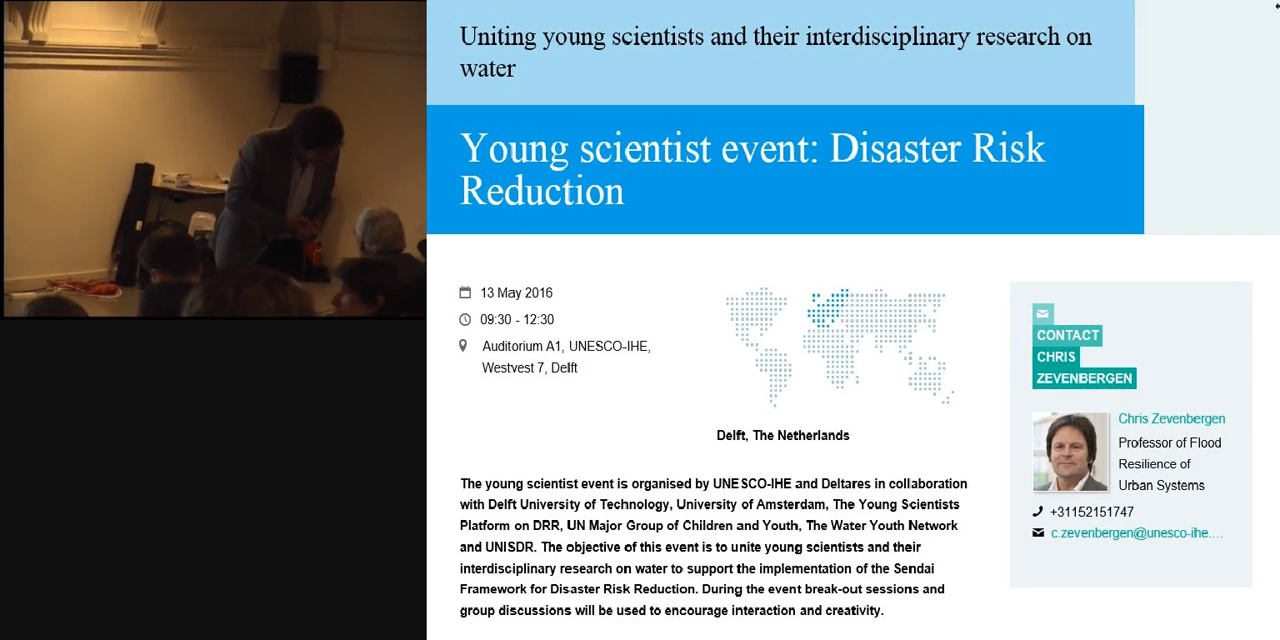 Uniting young scientists and their interdisciplinary research on
water
Young scientist event: Disaster Risk
Reduction
13 May 2016
09:30 - 12:30
Auditorium A1, UNESCO-IHE,
Westvest 7, Delft
Delft, The Netherlands
The young scientist event is organised by UNESCO-IHE and Deltares in collaboration
with Delft University of Technology, University of Amsterdam, The Young Scientists
Platform on DRR, UN Major Group of Children and Youth, The Water Youth Network
and UNISDR. The objective of this event is to unite young scientists and their
interdisciplinary research on water to support the implementation of the Sendai
Framework for Disaster Risk Reduction. During the event break-out sessions and
group discussions will be used to encourage interaction and creativity.
CONTACT
CHRIS
ZEVENBERGEN
Chris Zevenbergen
Professor of Flood
Resilience of
Urban Systems
+31152151747
c.zevenbergen@unesco-ihe....